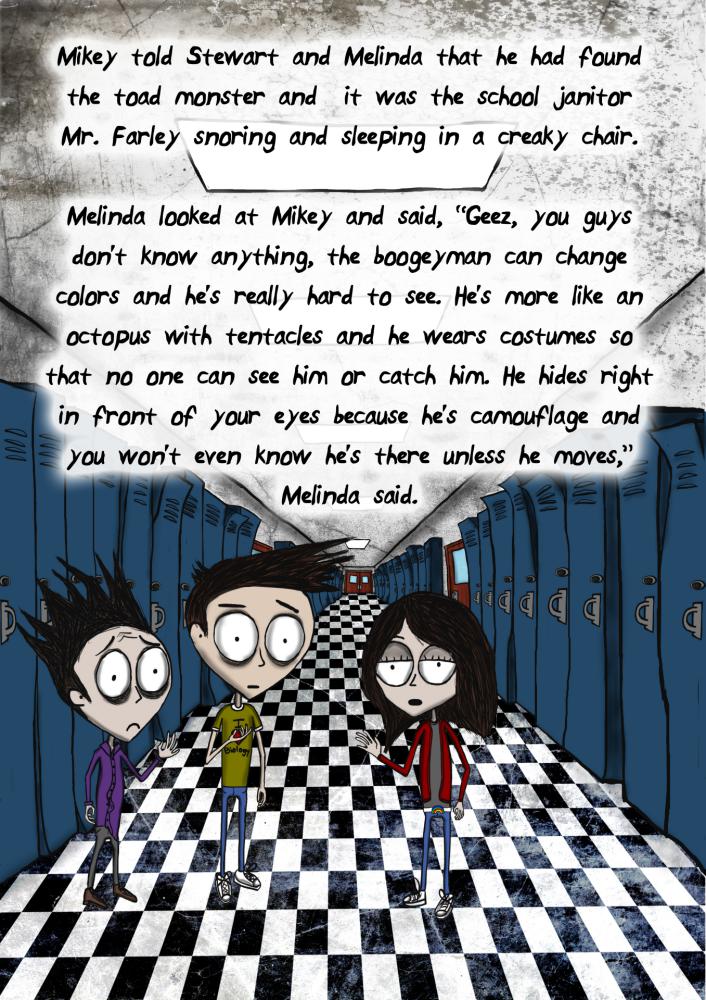 Mikey told Stewart and Melinda that he had found
the toad monster and it was the school janitor
Mr. Farley snoring and sleeping in a creaky chair.
Melinda looked at Mikey and said, “Geez, you guys
don't know anything, the boogeyman can change
colors and he's really hard to see. He's more like an
octopus with tentacles and he wears costumes so
that no one can see him or catch him. He hides right
in front of your eyes because he's camouflage and
you won't even know he's there unless he moves,”
Melinda said.
I
Biology